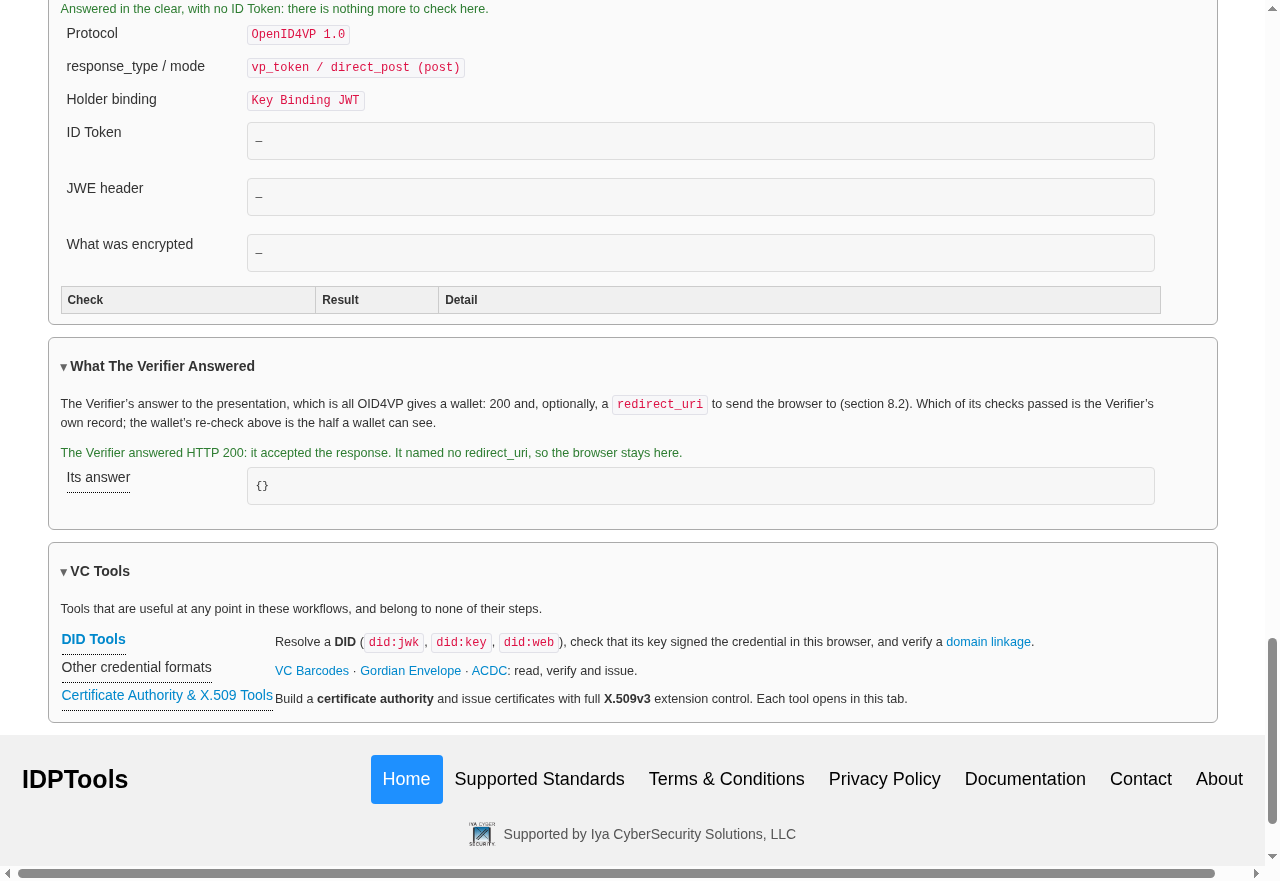 Answered in the clear, with no ID Token: there is nothing more to check here.
Protocol OpenID4VP 1.0
response_type / mode vp_token / direct_post (post)
Holder binding Key Binding JWT
ID Token –
JWE header –
What was encrypted –
Check Result Detail
▾ What The Verifier Answered
The Verifier’s answer to the presentation, which is all OID4VP gives a wallet: 200 and, optionally, a redirect_uri to send the browser to (section 8.2). Which of its checks passed is the Verifier’s
own record; the wallet’s re-check above is the half a wallet can see.
The Verifier answered HTTP 200: it accepted the response. It named no redirect_uri, so the browser stays here.
Its answer {}
▾ VC Tools
Tools that are useful at any point in these workflows, and belong to none of their steps.
DID Tools Resolve a DID (did:jwk, did:key, did:web), check that its key signed the credential in this browser, and verify a domain linkage.
Other credential formats VC Barcodes · Gordian Envelope · ACDC: read, verify and issue.
Certificate Authority & X.509 Tools Build a certificate authority and issue certificates with full X.509v3 extension control. Each tool opens in this tab.
IDPTools Home Supported Standards Terms & Conditions Privacy Policy Documentation Contact About
IYA CYBER
SECURITY
Supported by Iya CyberSecurity Solutions, LLC